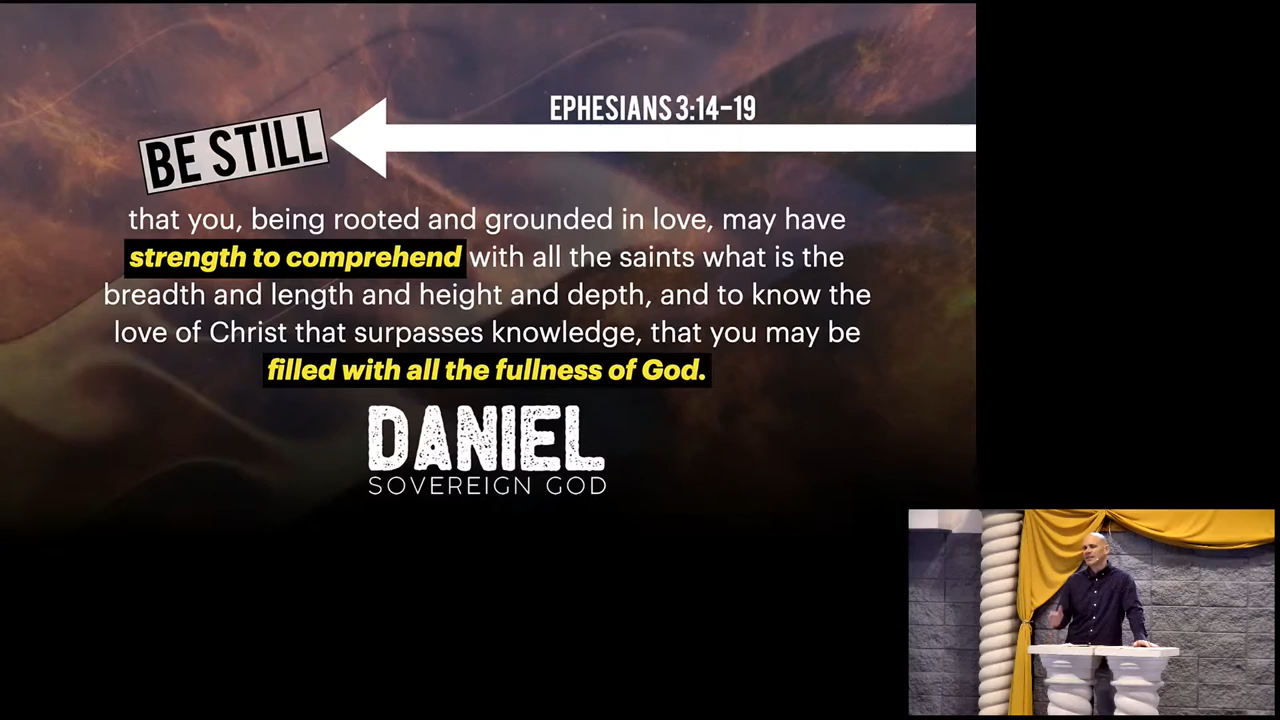 EPHESIANS 3:14-19
BE STILL
that you, being rooted and grounded in love, may have
strength to comprehend with all the saints what is the
breadth and length and height and depth, and to know the
love of Christ that surpasses knowledge, that you may be
filled with all the fullness of God.
DANIEL
SOVEREIGN GOD